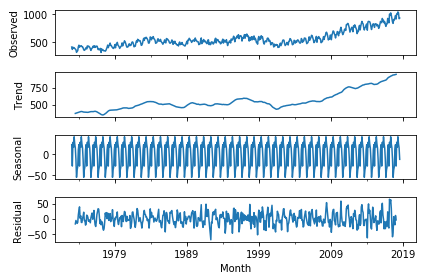 Observed
1000
500
Trend
750
500
Seasonal
0
−50
Residual
50
0
−50
1979
1989
1999
2009
2019
Month